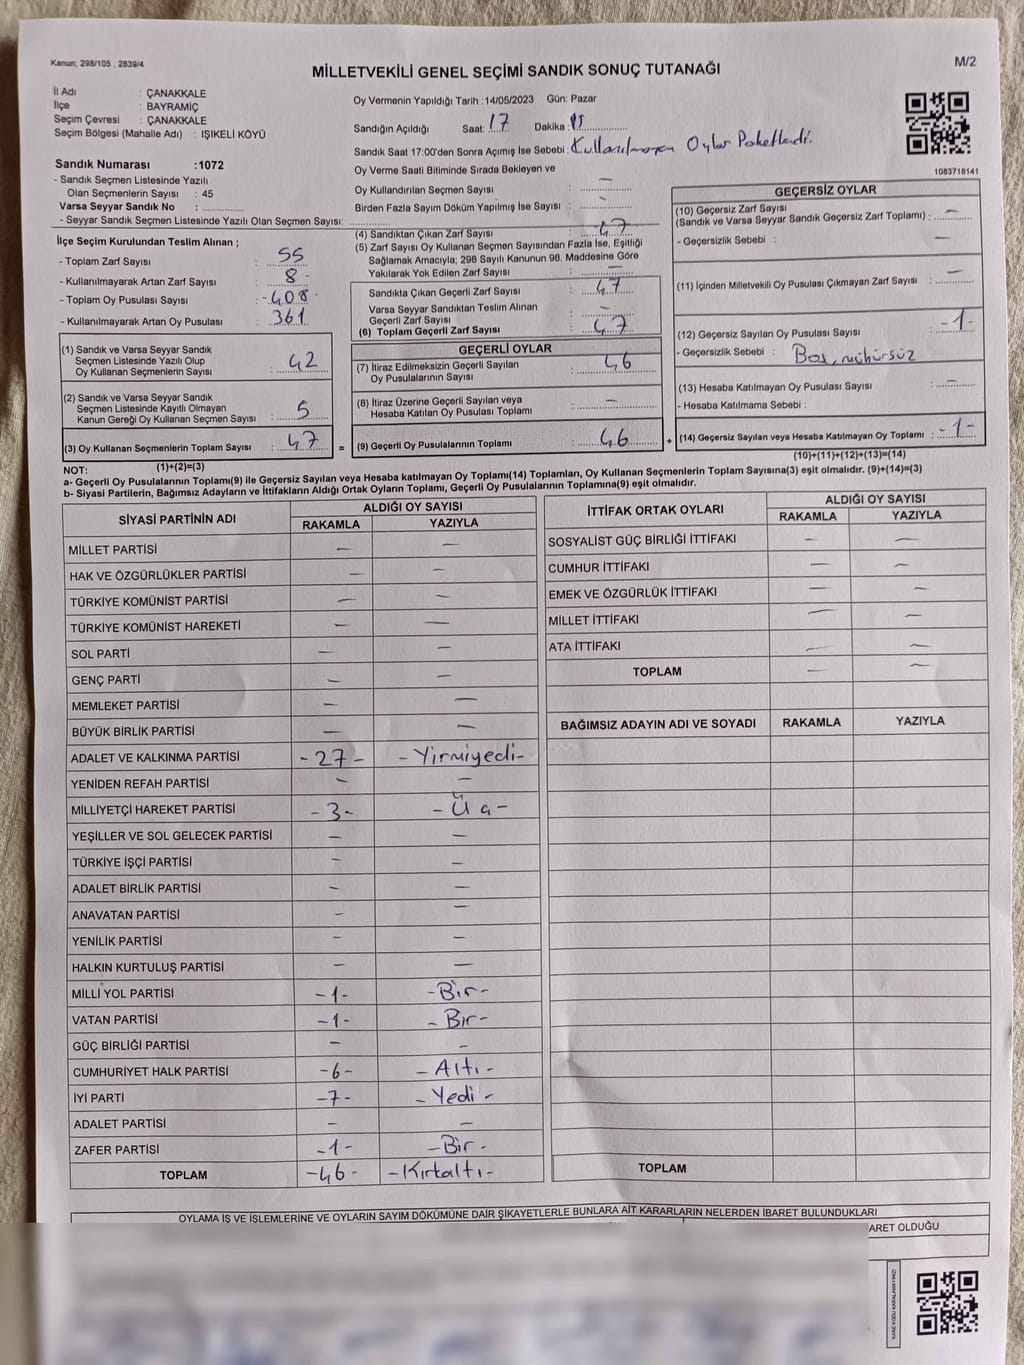 Kanun; 298/105 , 2839/4
M/2
MİLLETVEKİLİ GENEL SEÇİMİ SANDIK SONUÇ TUTANAĞI
İl Adı : ÇANAKKALE
İlçe : BAYRAMİÇ
Seçim Çevresi : ÇANAKKALE
Seçim Bölgesi (Mahalle Adı) : IŞIKELİ KÖYÜ
Sandık Numarası :1072
- Sandık Seçmen Listesinde Yazılı
Olan Seçmenlerin Sayısı : 45
Varsa Seyyar Sandık No :
- Seyyar Sandık Seçmen Listesinde Yazılı Olan Seçmen Sayısı:
Oy Vermenin Yapıldığı Tarih :14/05/2023 Gün: Pazar
Sandığın Açıldığı Saat: 17 Dakika:
Sandık Saat 17:00'den Sonra Açımış İse Sebebi: Kullanılmayan Oylar Paketlendi.
Oy Verme Saati Bitiminde Sırada Bekleyen ve
Oy Kullandırılan Seçmen Sayısı : –
Birden Fazla Sayım Döküm Yapılmış İse Sayısı : -
1083718141
İlçe Seçim Kurulundan Teslim Alınan ;
- Toplam Zarf Sayısı : 55
- Kullanılmayarak Artan Zarf Sayısı : 8 -
- Toplam Oy Pusulası Sayısı : -408-
- Kullanılmayarak Artan Oy Pusulası : 361
(1) Sandık ve Varsa Seyyar Sandık
Seçmen Listesinde Yazılı Olup
Oy Kullanan Seçmenlerin Sayısı : 42
(2) Sandık ve Varsa Seyyar Sandık
Seçmen Listesinde Kayıtlı Olmayan
Kanun Gereği Oy Kullanan Seçmen Sayısı : 5
(3) Oy Kullanan Seçmenlerin Toplam Sayısı : 47 =
(1)+(2)=(3)
(4) Sandıktan Çıkan Zarf Sayısı : 47
(5) Zarf Sayısı Oy Kullanan Seçmen Sayısından Fazla İse, Eşitliği
Sağlamak Amacıyla; 298 Sayılı Kanunun 98. Maddesine Göre
Yakılarak Yok Edilen Zarf Sayısı : –
Sandıkta Çıkan Geçerli Zarf Sayısı : 47
Varsa Seyyar Sandıktan Teslim Alınan
Geçerli Zarf Sayısı : –
(6) Toplam Geçerli Zarf Sayısı : 47
GEÇERLİ OYLAR
(7) İtiraz Edilmeksizin Geçerli Sayılan
Oy Pusulalarının Sayısı : 46
(8) İtiraz Üzerine Geçerli Sayılan veya
Hesaba Katılan Oy Pusulası Toplamı : –
(9) Geçerli Oy Pusulalarının Toplamı : 46 +
GEÇERSİZ OYLAR
(10) Geçersiz Zarf Sayısı
(Sandık ve Varsa Seyyar Sandık Geçersiz Zarf Toplamı) : –
- Geçersizlik Sebebi : –
(11) İçinden Milletvekili Oy Pusulası Çıkmayan Zarf Sayısı : –
(12) Geçersiz Sayılan Oy Pusulası Sayısı : -1-
- Geçersizlik Sebebi : Boş, mühürsüz
(13) Hesaba Katılmayan Oy Pusulası Sayısı : –
- Hesaba Katılmama Sebebi :
(14) Geçersiz Sayılan veya Hesaba Katılmayan Oy Toplamı : -1-
(10)+(11)+(12)+(13)=(14)
NOT:
a- Geçerli Oy Pusulalarının Toplamı(9) ile Geçersiz Sayılan veya Hesaba katılmayan Oy Toplamı(14) Toplamları, Oy Kullanan Seçmenlerin Toplam Sayısına(3) eşit olmalıdır. (9)+(14)=(3)
b- Siyasi Partilerin, Bağımsız Adayların ve İttifakların Aldığı Ortak Oyların Toplamı, Geçerli Oy Pusulalarının Toplamına(9) eşit olmalıdır.
SİYASİ PARTİNİN ADI ALDIĞI OY SAYISI
RAKAMLA YAZIYLA
MİLLET PARTİSİ – –
HAK VE ÖZGÜRLÜKLER PARTİSİ – –
TÜRKİYE KOMÜNİST PARTİSİ – –
TÜRKİYE KOMÜNİST HAREKETİ – –
SOL PARTİ – –
GENÇ PARTİ – –
MEMLEKET PARTİSİ – –
BÜYÜK BİRLİK PARTİSİ – –
ADALET VE KALKINMA PARTİSİ -27- -Yirmiyedi-
YENİDEN REFAH PARTİSİ – –
MİLLİYETÇİ HAREKET PARTİSİ -3- -Üç-
YEŞİLLER VE SOL GELECEK PARTİSİ – –
TÜRKİYE İŞÇİ PARTİSİ – –
ADALET BİRLİK PARTİSİ – –
ANAVATAN PARTİSİ – –
YENİLİK PARTİSİ – –
HALKIN KURTULUŞ PARTİSİ – –
MİLLİ YOL PARTİSİ -1- -Bir-
VATAN PARTİSİ -1- -Bır-
GÜÇ BİRLİĞİ PARTİSİ – –
CUMHURİYET HALK PARTİSİ -6- -Altı-
İYİ PARTİ -7- -Yedi-
ADALET PARTİSİ – –
ZAFER PARTİSİ -1- -Bir-
TOPLAM -46- -Kırtaltı-
İTTİFAK ORTAK OYLARI ALDIĞI OY SAYISI
RAKAMLA YAZIYLA
SOSYALİST GÜÇ BİRLİĞİ İTTİFAKI – –
CUMHUR İTTİFAKI – –
EMEK VE ÖZGÜRLÜK İTTİFAKI – –
MİLLET İTTİFAKI – –
ATA İTTİFAKI – –
TOPLAM – –
BAĞIMSIZ ADAYIN ADI VE SOYADI RAKAMLA YAZIYLA
TOPLAM
OYLAMA İŞ VE İŞLEMLERİNE VE OYLARIN SAYIM DÖKÜMÜNE DAİR ŞİKAYETLERLE BUNLARA AİT KARARLARIN NELERDEN İBARET BULUNDUKLARI
ARET OLDUĞU
KARE KODU KARALAMAYINIZ!